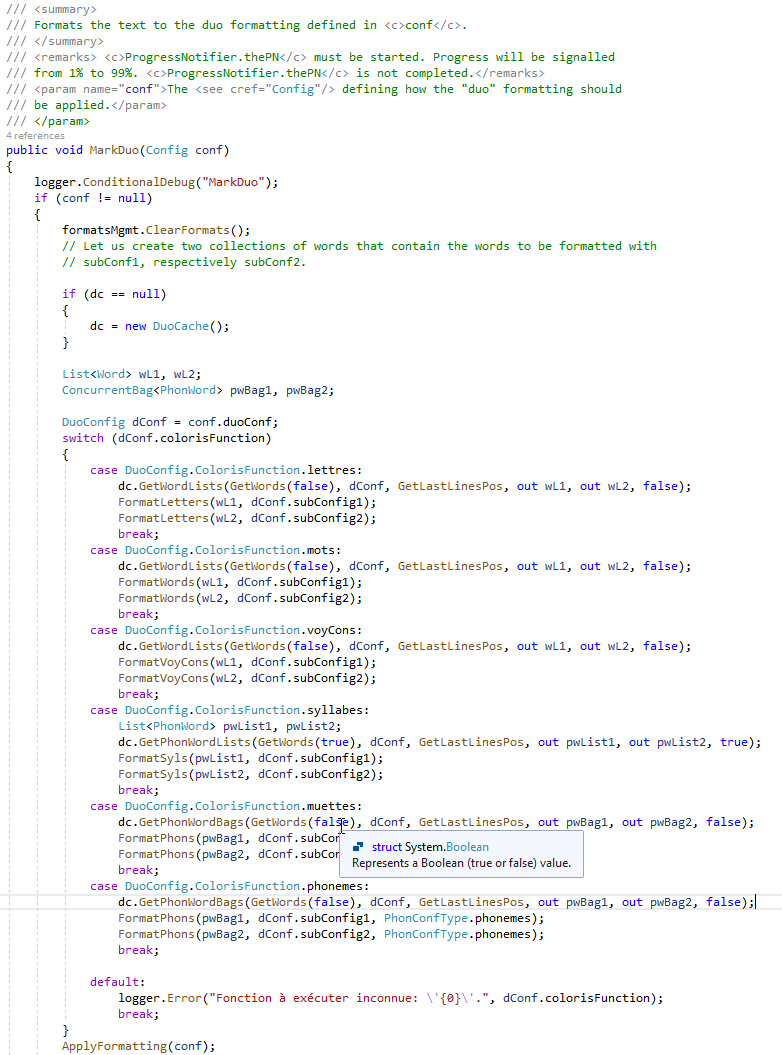 /// <summary>
/// Formats the text to the duo formatting defined in <c>conf</c>.
/// </summary>
/// <remarks> <c>ProgressNotifier.thePN</c> must be started. Progress will be signalled
/// from 1% to 99%. <c>ProgressNotifier.thePN</c> is not completed.</remarks>
/// <param name="conf">The <see cref="Config"/> defining how the "duo" formatting should
/// be applied.</param>
/// </param>
4 references
public void MarkDuo(Config conf)
{
    logger.ConditionalDebug("MarkDuo");
    if (conf != null)
    {
        formatsMgmt.ClearFormats();
        // Let us create two collections of words that contain the words to be formatted with
        // subConf1, respectively subConf2.

        if (dc == null)
        {
            dc = new DuoCache();
        }

        List<Word> wL1, wL2;
        ConcurrentBag<PhonWord> pwBag1, pwBag2;

        DuoConfig dConf = conf.duoConf;
        switch (dConf.colorisFunction)
        {
            case DuoConfig.ColorisFunction.lettres:
                dc.GetWordLists(GetWords(false), dConf, GetLastLinesPos, out wL1, out wL2, false);
                FormatLetters(wL1, dConf.subConfig1);
                FormatLetters(wL2, dConf.subConfig2);
                break;
            case DuoConfig.ColorisFunction.mots:
                dc.GetWordLists(GetWords(false), dConf, GetLastLinesPos, out wL1, out wL2, false);
                FormatWords(wL1, dConf.subConfig1);
                FormatWords(wL2, dConf.subConfig2);
                break;
            case DuoConfig.ColorisFunction.voyCons:
                dc.GetWordLists(GetWords(false), dConf, GetLastLinesPos, out wL1, out wL2, false);
                FormatVoyCons(wL1, dConf.subConfig1);
                FormatVoyCons(wL2, dConf.subConfig2);
                break;
            case DuoConfig.ColorisFunction.syllabes:
                List<PhonWord> pwList1, pwList2;
                dc.GetPhonWordLists(GetWords(true), dConf, GetLastLinesPos, out pwList1, out pwList2, true);
                FormatSyls(pwList1, dConf.subConfig1);
                FormatSyls(pwList2, dConf.subConfig2);
                break;
            case DuoConfig.ColorisFunction.muettes:
                dc.GetPhonWordBags(GetWords(false), dConf, GetLastLinesPos, out pwBag1, out pwBag2, false);
                FormatPhons(pwBag1, dConf.subCon
struct System.Boolean
                FormatPhons(pwBag2, dConf.subCon
Represents a Boolean (true or false) value.
                break;
            case DuoConfig.ColorisFunction.phonemes:
                dc.GetPhonWordBags(GetWords(false), dConf, GetLastLinesPos, out pwBag1, out pwBag2, false);
                FormatPhons(pwBag1, dConf.subConfig1, PhonConfType.phonemes);
                FormatPhons(pwBag2, dConf.subConfig2, PhonConfType.phonemes);
                break;

            default:
                logger.Error("Fonction à exécuter inconnue: \'{0}\'.", dConf.colorisFunction);
                break;
        }
        ApplyFormatting(conf);